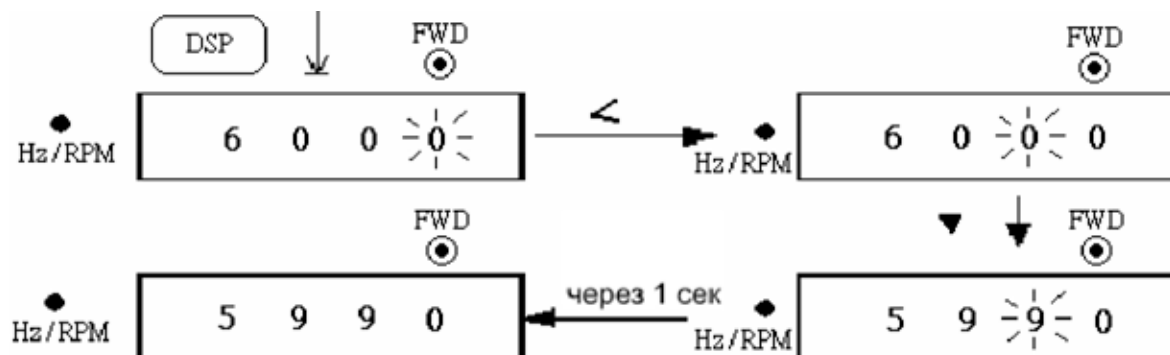 DSP FWD FWD
Hz/RPM 6 0 0 0 < Hz/RPM 6 0 0 0
FWD FWD
Hz/RPM 5 9 9 0 через 1 сек Hz/RPM 5 9 9 0